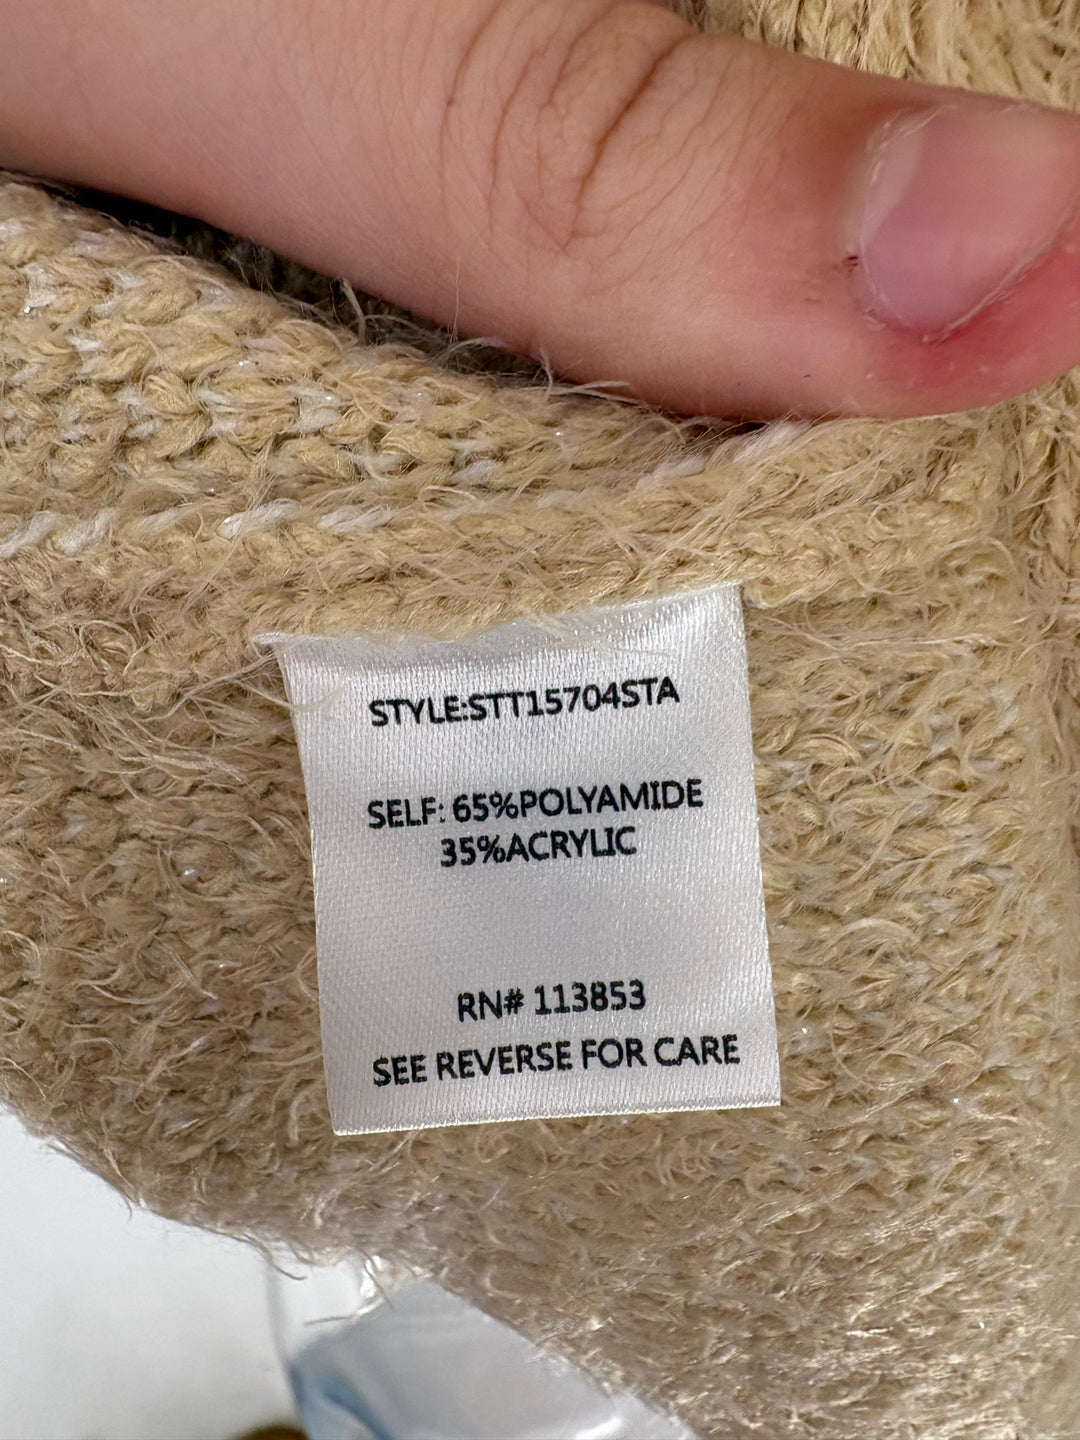 STYLE:STT15704STA
SELF: 65%POLYAMIDE
35%ACRYLIC
RN# 113853
SEE REVERSE FOR CARE